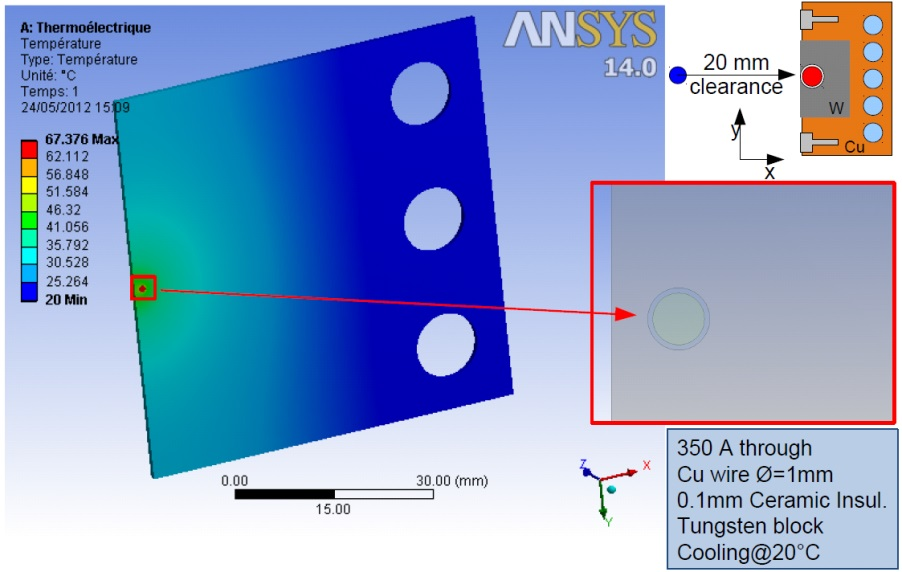 A: Thermoélectrique
Température
Type: Température
Unité: °C
Temps: 1
24/05/2012 15:09
67.376 Max
62.112
56.848
51.584
46.32
41.056
35.792
30.528
25.264
20 Min
ANSYS
14.0
20 mm
clearance
W
Cu
y
x
0.00
30.00 (mm)
15.00
Z
X
Y
350 A through
Cu wire Ø=1mm
0.1mm Ceramic Insul.
Tungsten block
Cooling@20°C